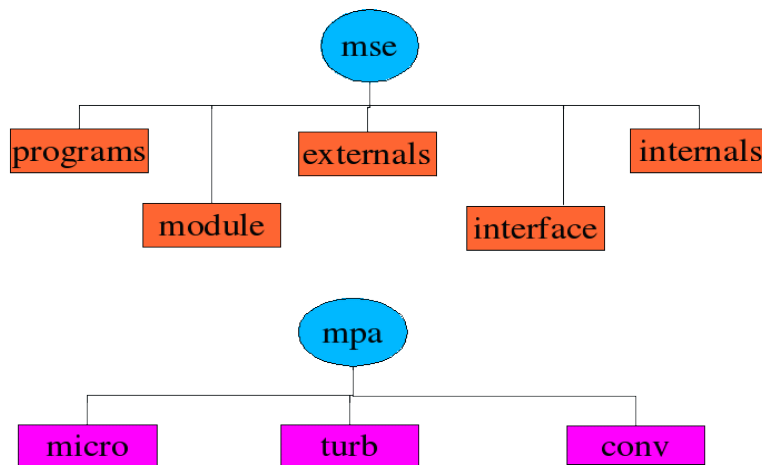 mse
programs
externals
internals
module
interface
mpa
micro
turb
conv